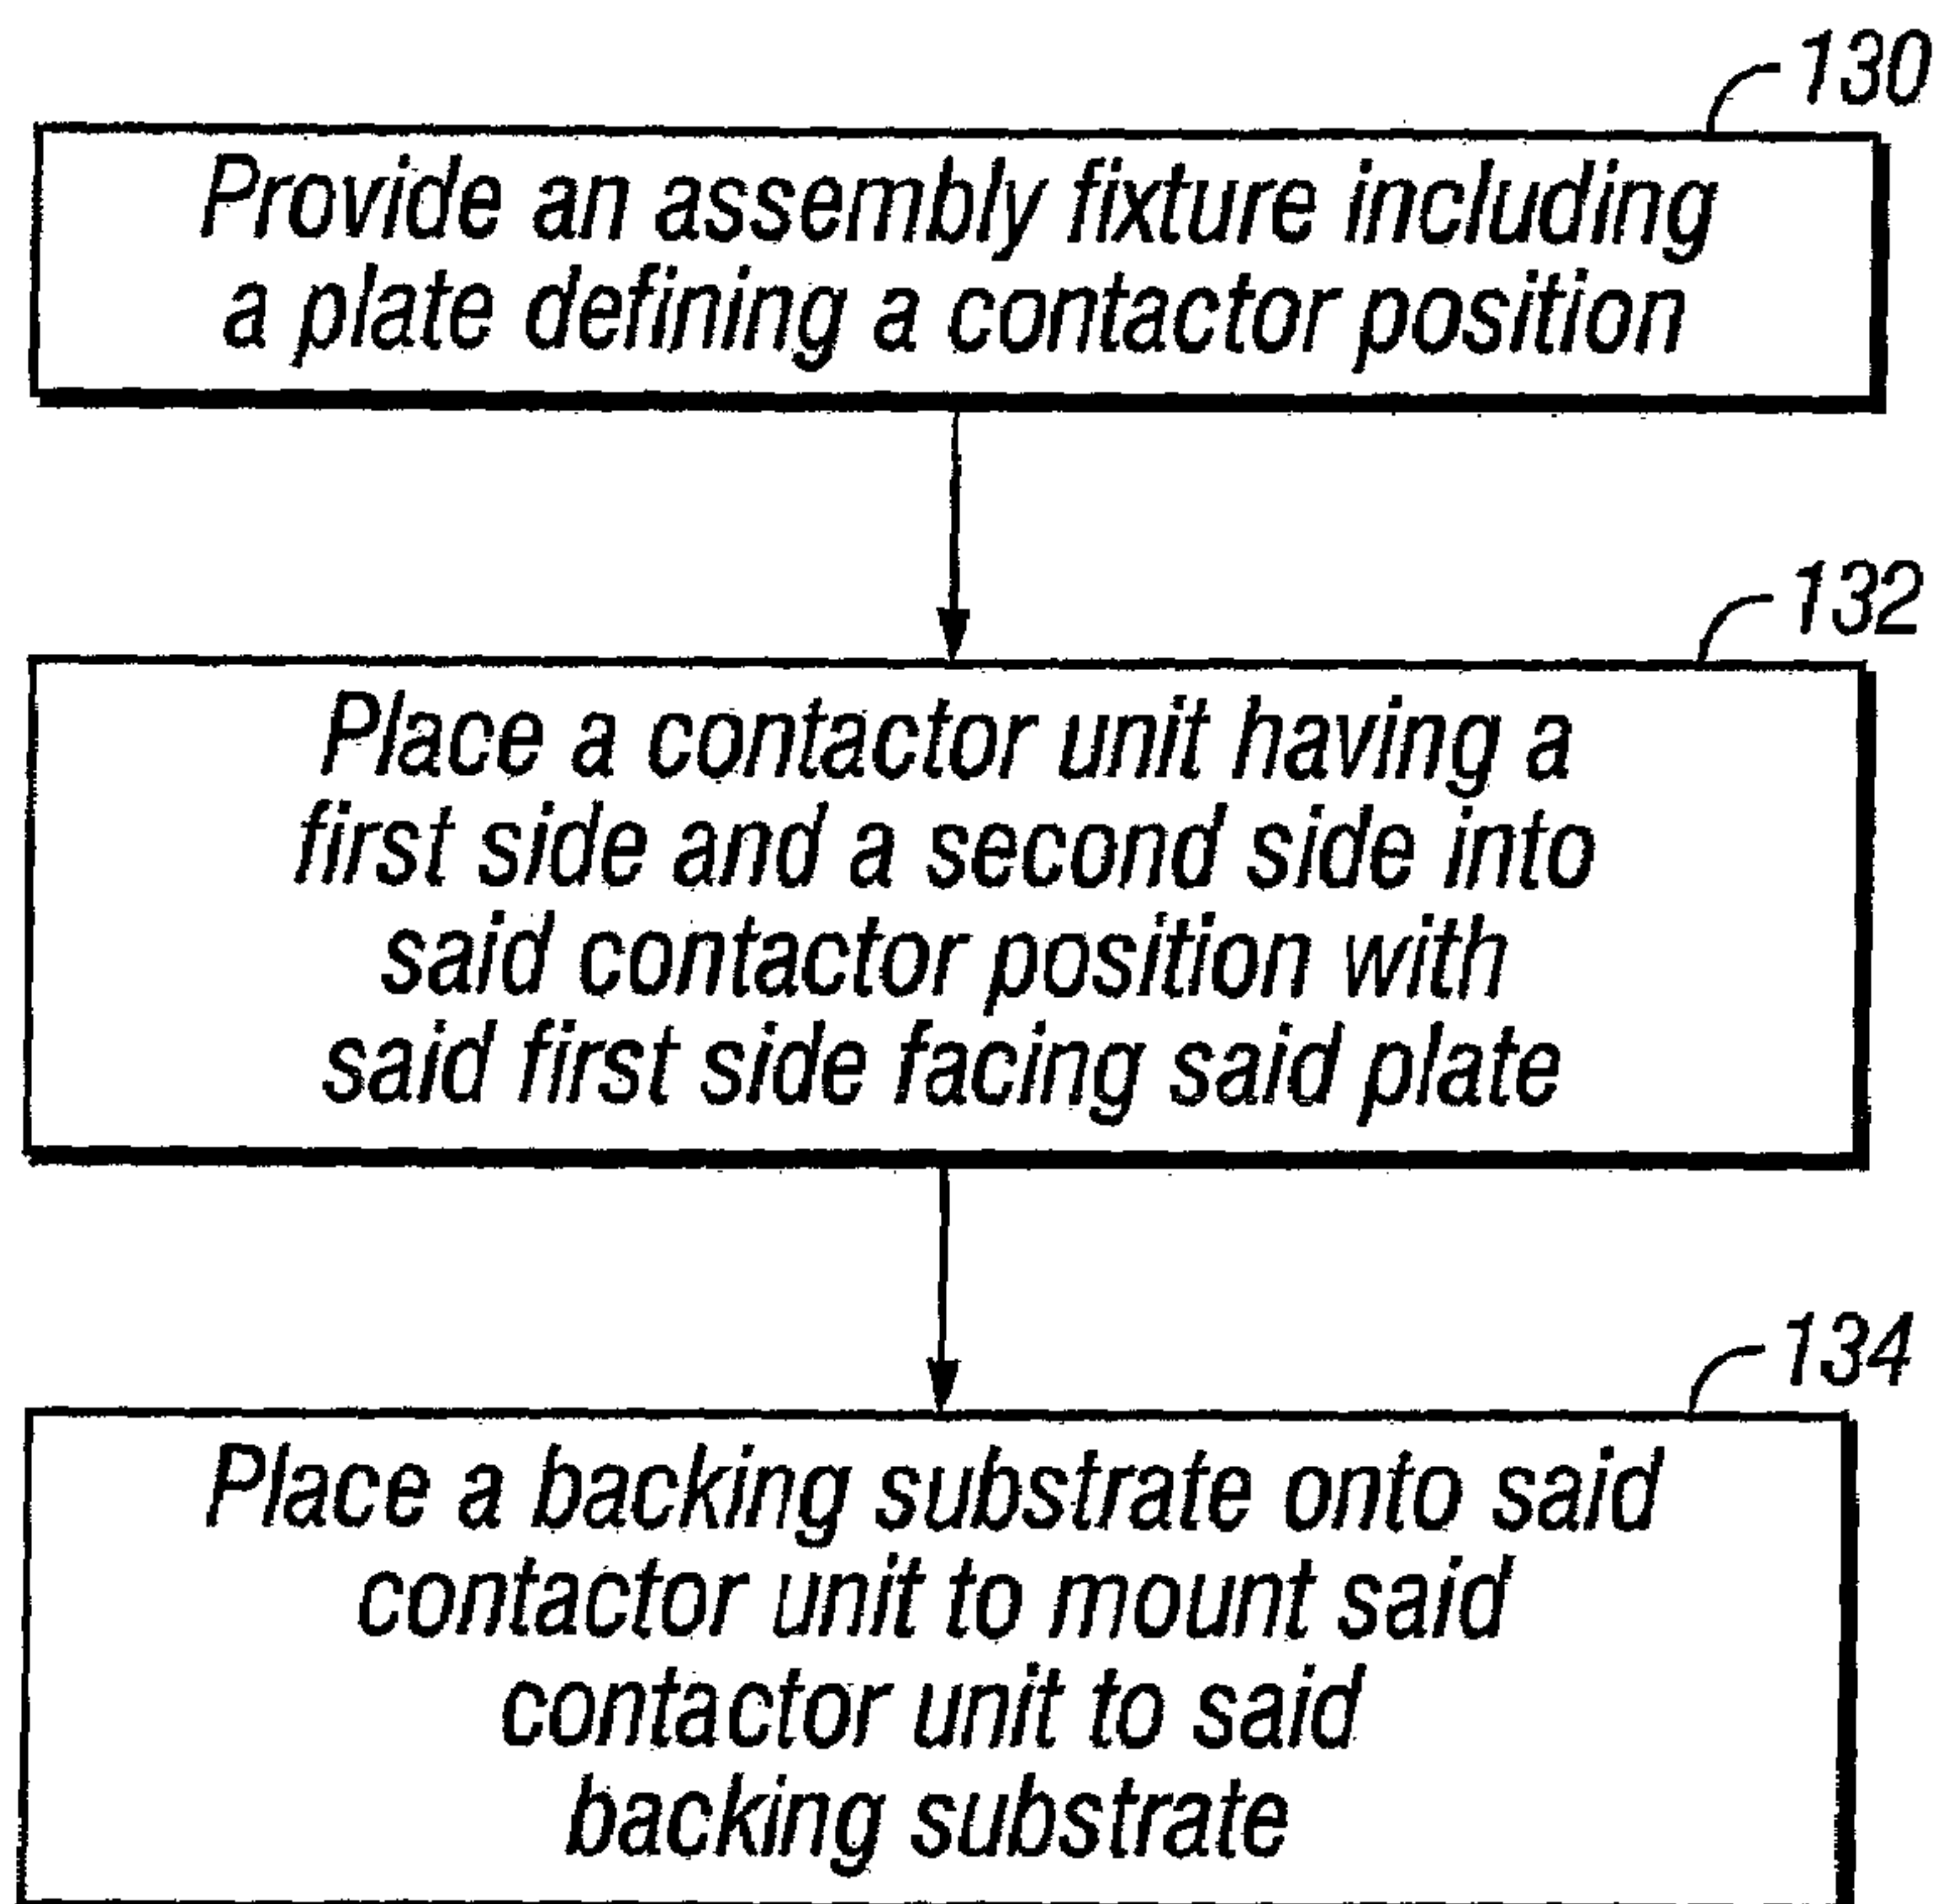 130
Provide an assembly fixture including
a plate defining a contactor position
132
Place a contactor unit having a
first side and a second side into
said contactor position with
said first side facing said plate
134
Place a backing substrate onto said
contactor unit to mount said
contactor unit to said
backing substrate